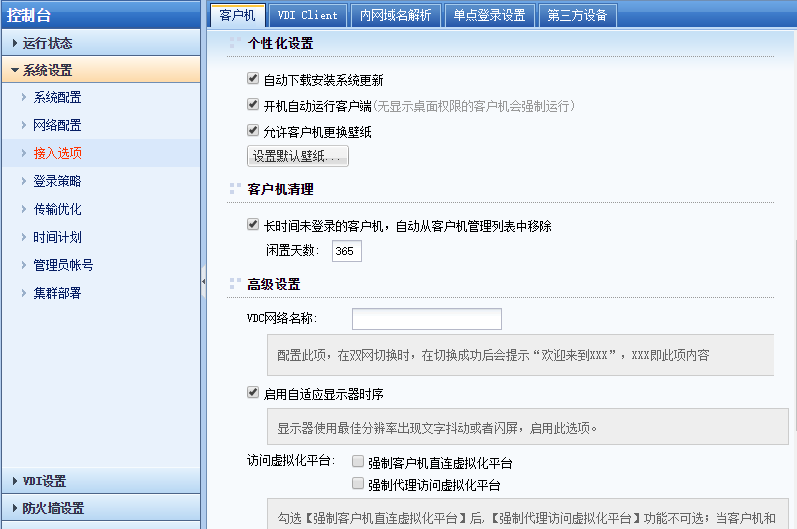 控制台
运行状态
系统设置
系统配置
网络配置
接入选项
登录策略
传输优化
时间计划
管理员帐号
集群部署
VDI设置
防火墙设置
客户机 VDI Client 内网域名解析 单点登录设置 第三方设备
个性化设置
自动下载安装系统更新
开机自动运行客户端(无显示桌面权限的客户机会强制运行)
允许客户机更换壁纸
设置默认壁纸...
客户机清理
长时间未登录的客户机，自动从客户机管理列表中移除
闲置天数: 365
高级设置
VDC网络名称:
配置此项，在双网切换时，在切换成功后会提示“欢迎来到XXX”，XXX即此项内容
启用自适应显示器时序
显示器使用最佳分辨率出现文字抖动或者闪屏，启用此选项。
访问虚拟化平台: 强制客户机直连虚拟化平台
强制代理访问虚拟化平台
勾选【强制客户机直连虚拟化平台】后,【强制代理访问虚拟化平台】功能不可选；当客户机和